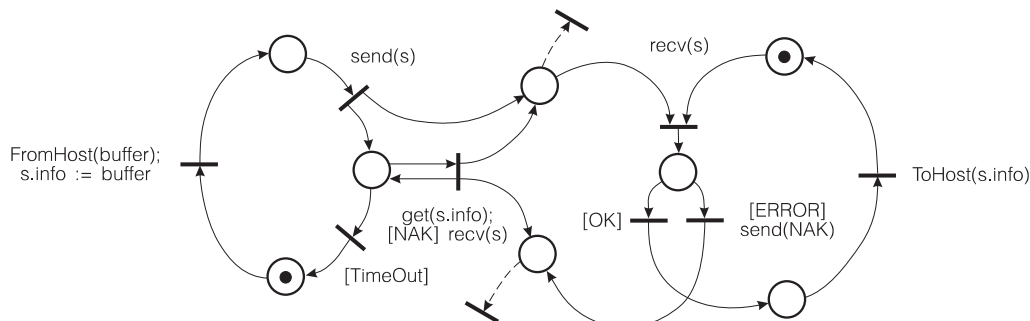 send(s)
recv(s)
FromHost(buffer);
s.info := buffer
ToHost(s.info)
get(s.info);
[NAK] recv(s)
[OK]
[ERROR]
send(NAK)
[TimeOut]